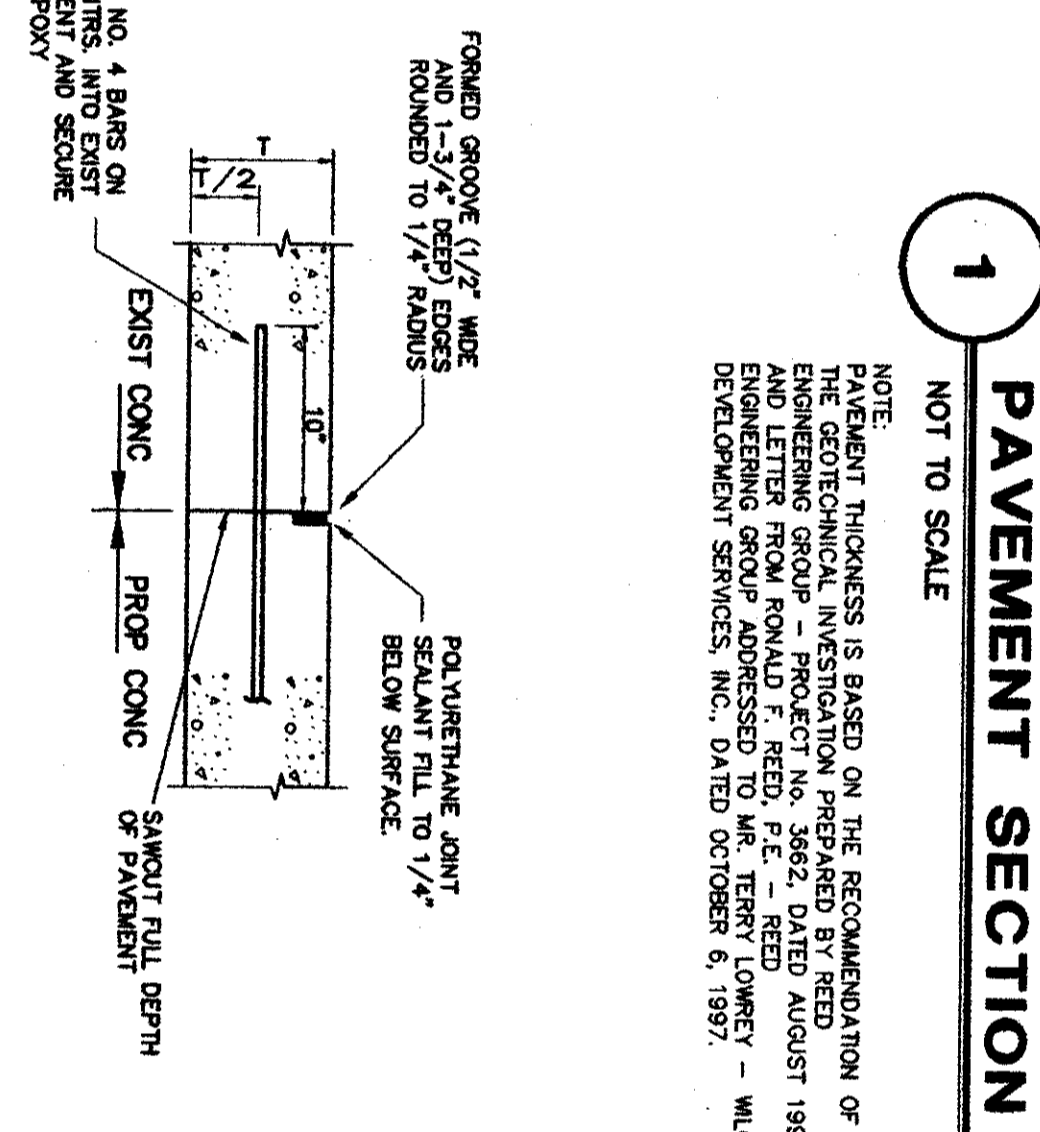 1
PAVEMENT SECTION
NOT TO SCALE
NOTE:
PAVEMENT THICKNESS IS BASED ON THE RECOMMENDATION OF
THE GEOTECHNICAL INVESTIGATION PREPARED BY REED
ENGINEERING GROUP - PROJECT No. 3662, DATED AUGUST
AND LETTER FROM RONALD F. REED, P.E. - REED
ENGINEERING GROUP ADDRESSED TO MR. TERRY LOWREY -
DEVELOPMENT SERVICES, INC., DATED OCTOBER 6, 1997.
FORMED GROOVE (1/2" WIDE
AND 1-3/4" DEEP) EDGES
ROUNDED TO 1/4" RADIUS
POLYURETHANE JOINT
SEALANT FILL TO 1/4"
BELOW SURFACE.
T
T/2
10"
NO. 4 BARS ON
INTO EXIST
AND SECURE
EXIST CONC
PROP CONC
SAWCUT FULL DEPTH
OF PAVEMENT